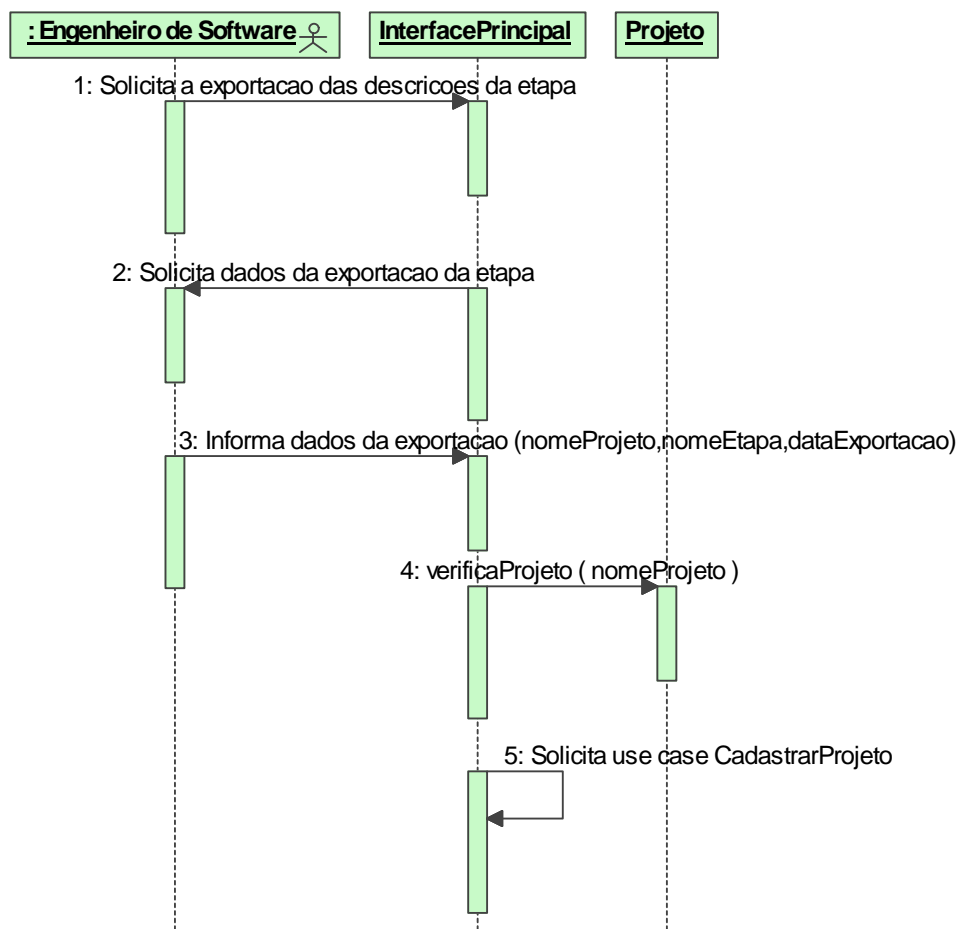 : Engenheiro de Software
InterfacePrincipal
Projeto
1: Solicita a exportacao das descricoes da etapa
2: Solicita dados da exportacao da etapa
3: Informa dados da exportacao (nomeProjeto,nomeEtapa,dataExportacao)
4: verificaProjeto ( nomeProjeto )
5: Solicita use case CadastrarProjeto